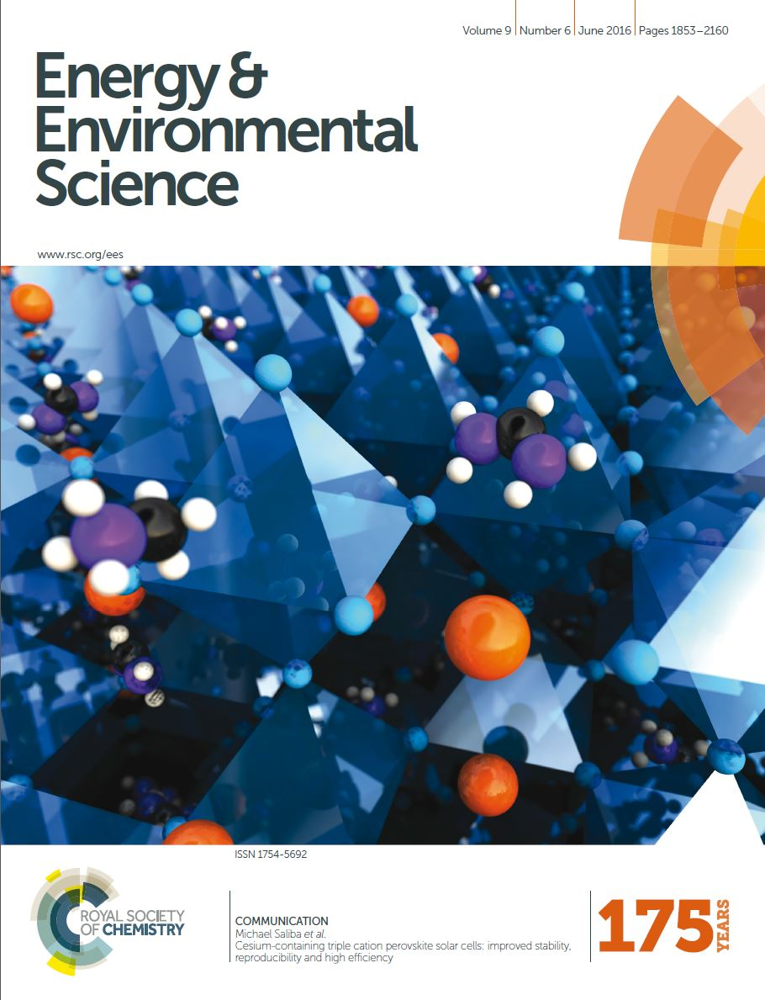 Volume 9 | Number 6 | June 2016 | Pages 1853–2160
Energy &
Environmental
Science
www.rsc.org/ees
ISSN 1754-5692
ROYAL SOCIETY
OF CHEMISTRY
COMMUNICATION
Michael Saliba et al.
Cesium-containing triple cation perovskite solar cells: improved stability,
reproducibility and high efficiency
175
YEARS